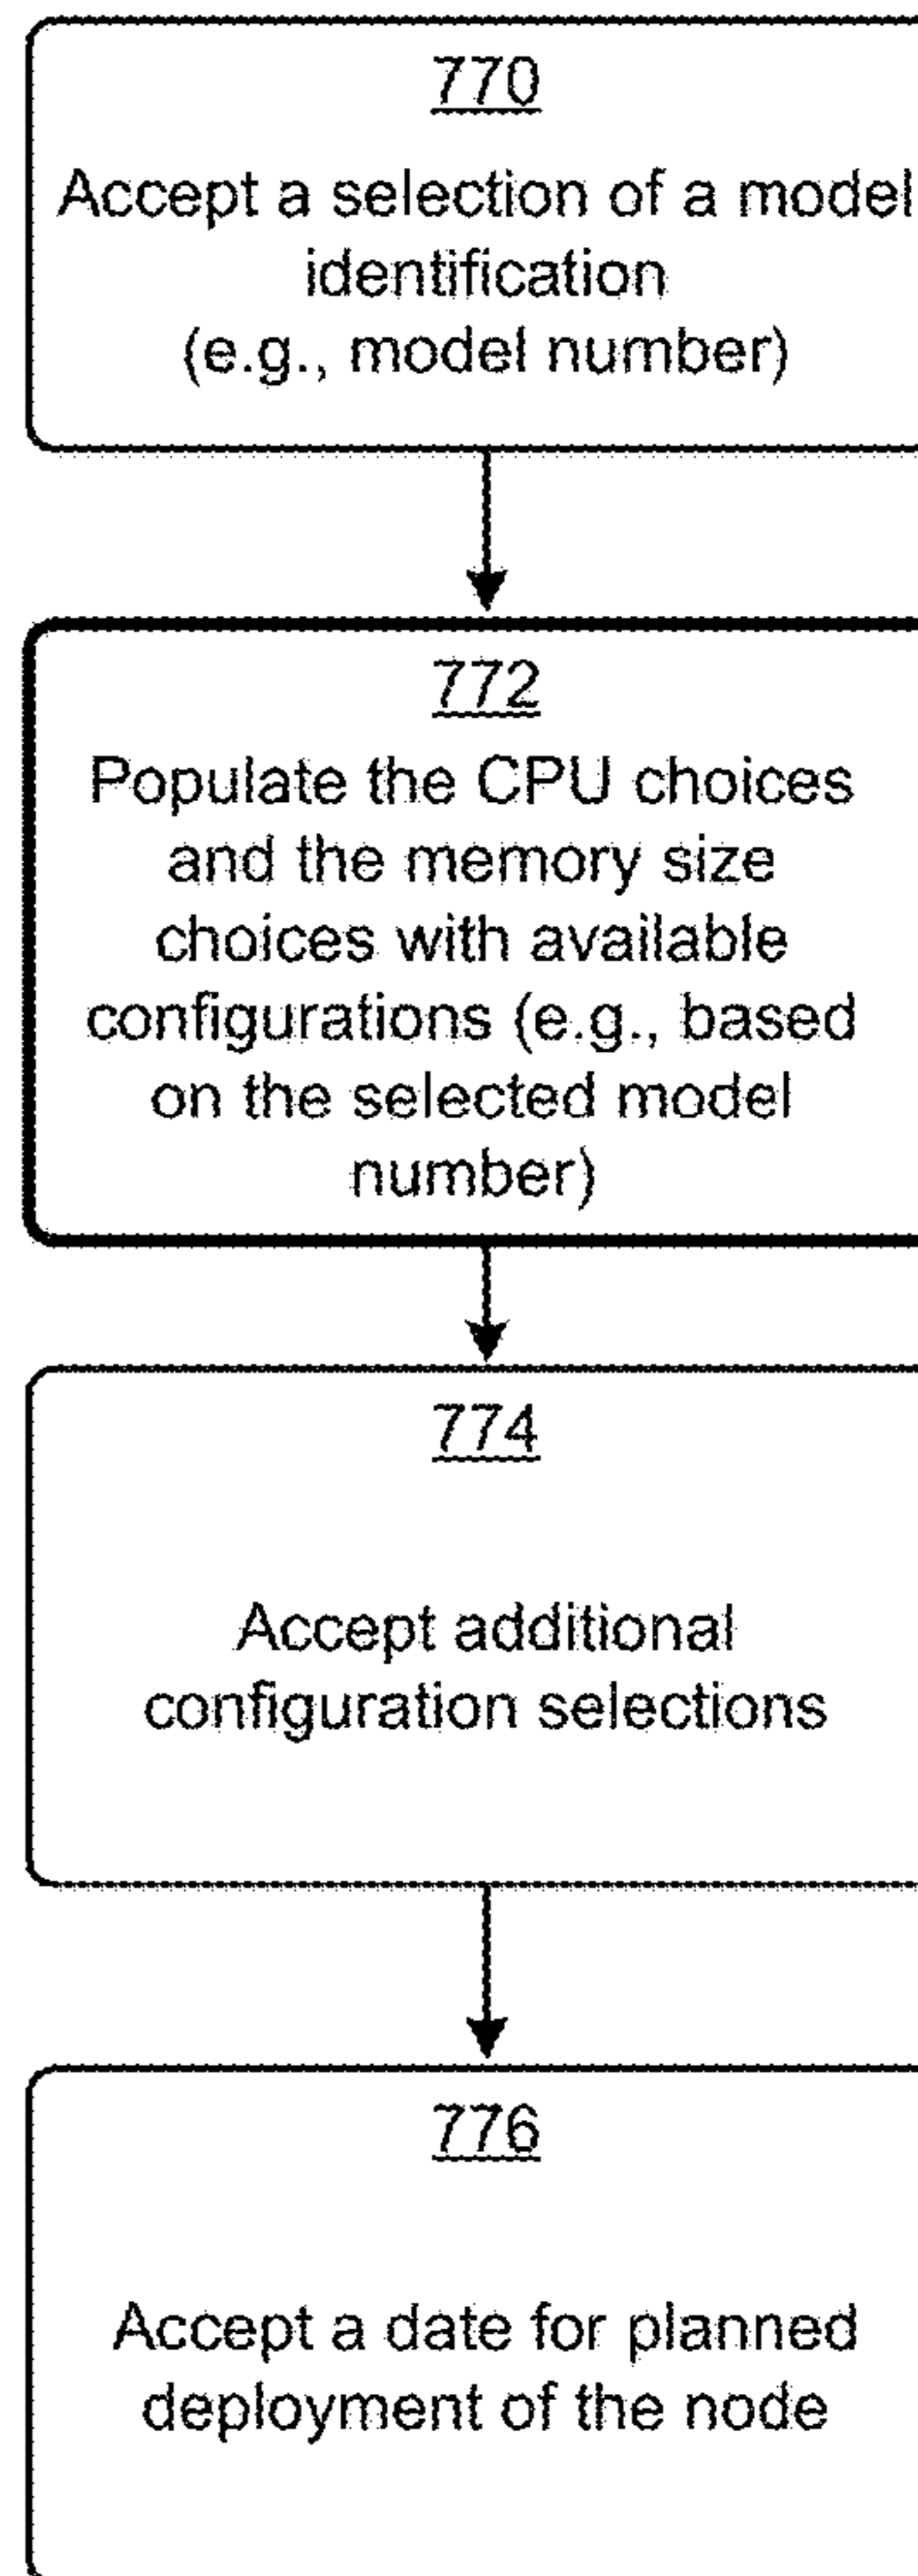 770
Accept a selection of a model
identification
(e.g., model number)
772
Populate the CPU choices
and the memory size
choices with available
configurations (e.g., based
on the selected model
number)
774
Accept additional
configuration selections
776
Accept a date for planned
deployment of the node